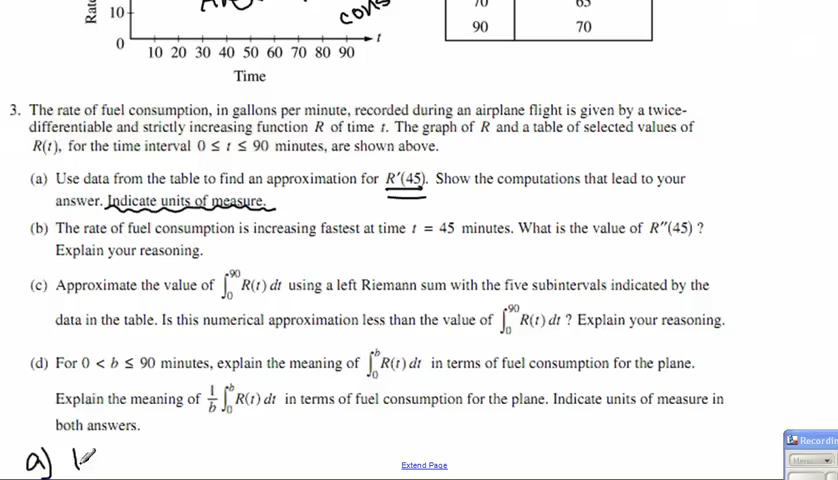 Rate
10
0
10 20 30 40 50 60 70 80 90
t
Time
cons
70 65
90 70
3. The rate of fuel consumption, in gallons per minute, recorded during an airplane flight is given by a twice-
differentiable and strictly increasing function R of time t. The graph of R and a table of selected values of
R(t), for the time interval 0 ≤ t ≤ 90 minutes, are shown above.
(a) Use data from the table to find an approximation for R′(45). Show the computations that lead to your
answer. Indicate units of measure.
(b) The rate of fuel consumption is increasing fastest at time t = 45 minutes. What is the value of R″(45) ?
Explain your reasoning.
(c) Approximate the value of ∫₀⁹⁰ R(t) dt using a left Riemann sum with the five subintervals indicated by the
data in the table. Is this numerical approximation less than the value of ∫₀⁹⁰ R(t) dt ? Explain your reasoning.
(d) For 0 < b ≤ 90 minutes, explain the meaning of ∫₀ᵇ R(t) dt in terms of fuel consumption for the plane.
Explain the meaning of 1/b ∫₀ᵇ R(t) dt in terms of fuel consumption for the plane. Indicate units of measure in
both answers.
a)
Extend Page
Recordin
Menu